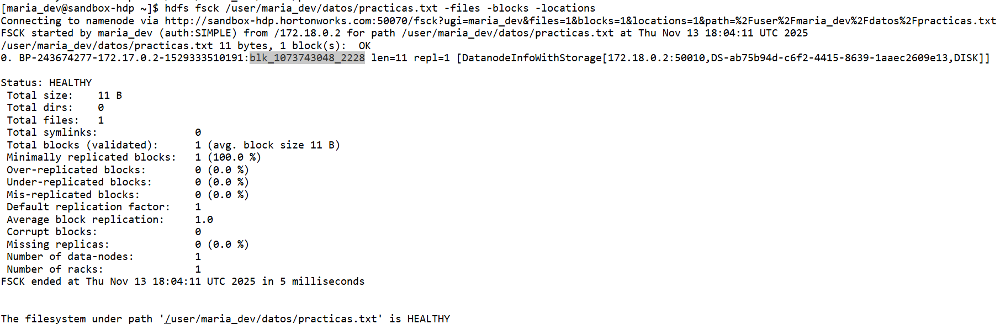 [maria_dev@sandbox-hdp ~]$ hdfs fsck /user/maria_dev/datos/practicas.txt -files -blocks -locations
Connecting to namenode via http://sandbox-hdp.hortonworks.com:50070/fsck?ugi=maria_dev&files=1&blocks=1&locations=1&path=%2Fuser%2Fmaria_dev%2Fdatos%2Fpracticas.txt
FSCK started by maria_dev (auth:SIMPLE) from /172.18.0.2 for path /user/maria_dev/datos/practicas.txt at Thu Nov 13 18:04:11 UTC 2025
/user/maria_dev/datos/practicas.txt 11 bytes, 1 block(s):  OK
0. BP-243674277-172.17.0.2-1529333510191:blk_1073743048_2228 len=11 repl=1 [DatanodeInfoWithStorage[172.18.0.2:50010,DS-ab75b94d-c6f2-4415-8639-1aaec2609e13,DISK]]
Status: HEALTHY
Total size:    11 B
Total dirs:    0
Total files:   1
Total symlinks:                0
Total blocks (validated):      1 (avg. block size 11 B)
Minimally replicated blocks:   1 (100.0 %)
Over-replicated blocks:        0 (0.0 %)
Under-replicated blocks:       0 (0.0 %)
Mis-replicated blocks:         0 (0.0 %)
Default replication factor:    1
Average block replication:     1.0
Corrupt blocks:                0
Missing replicas:              0 (0.0 %)
Number of data-nodes:          1
Number of racks:               1
FSCK ended at Thu Nov 13 18:04:11 UTC 2025 in 5 milliseconds
The filesystem under path '/user/maria_dev/datos/practicas.txt' is HEALTHY